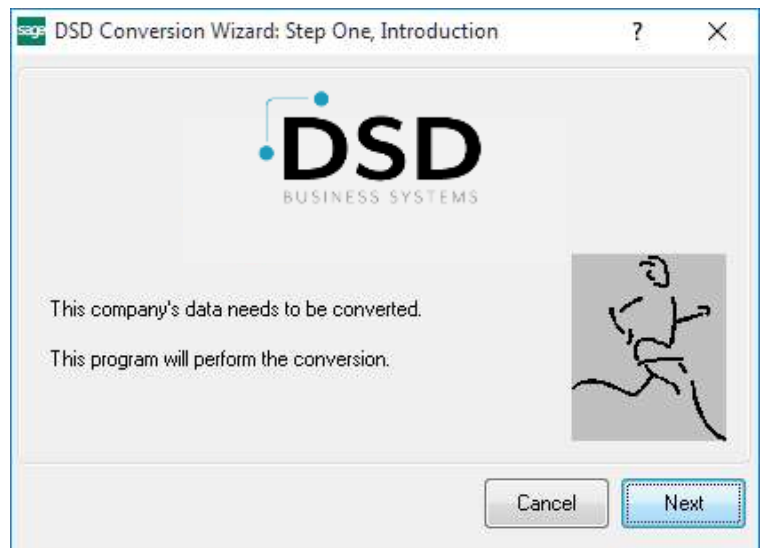 sage DSD Conversion Wizard: Step One, Introduction ? X
DSD
BUSINESS SYSTEMS
This company's data needs to be converted.
This program will perform the conversion.
Cancel Next